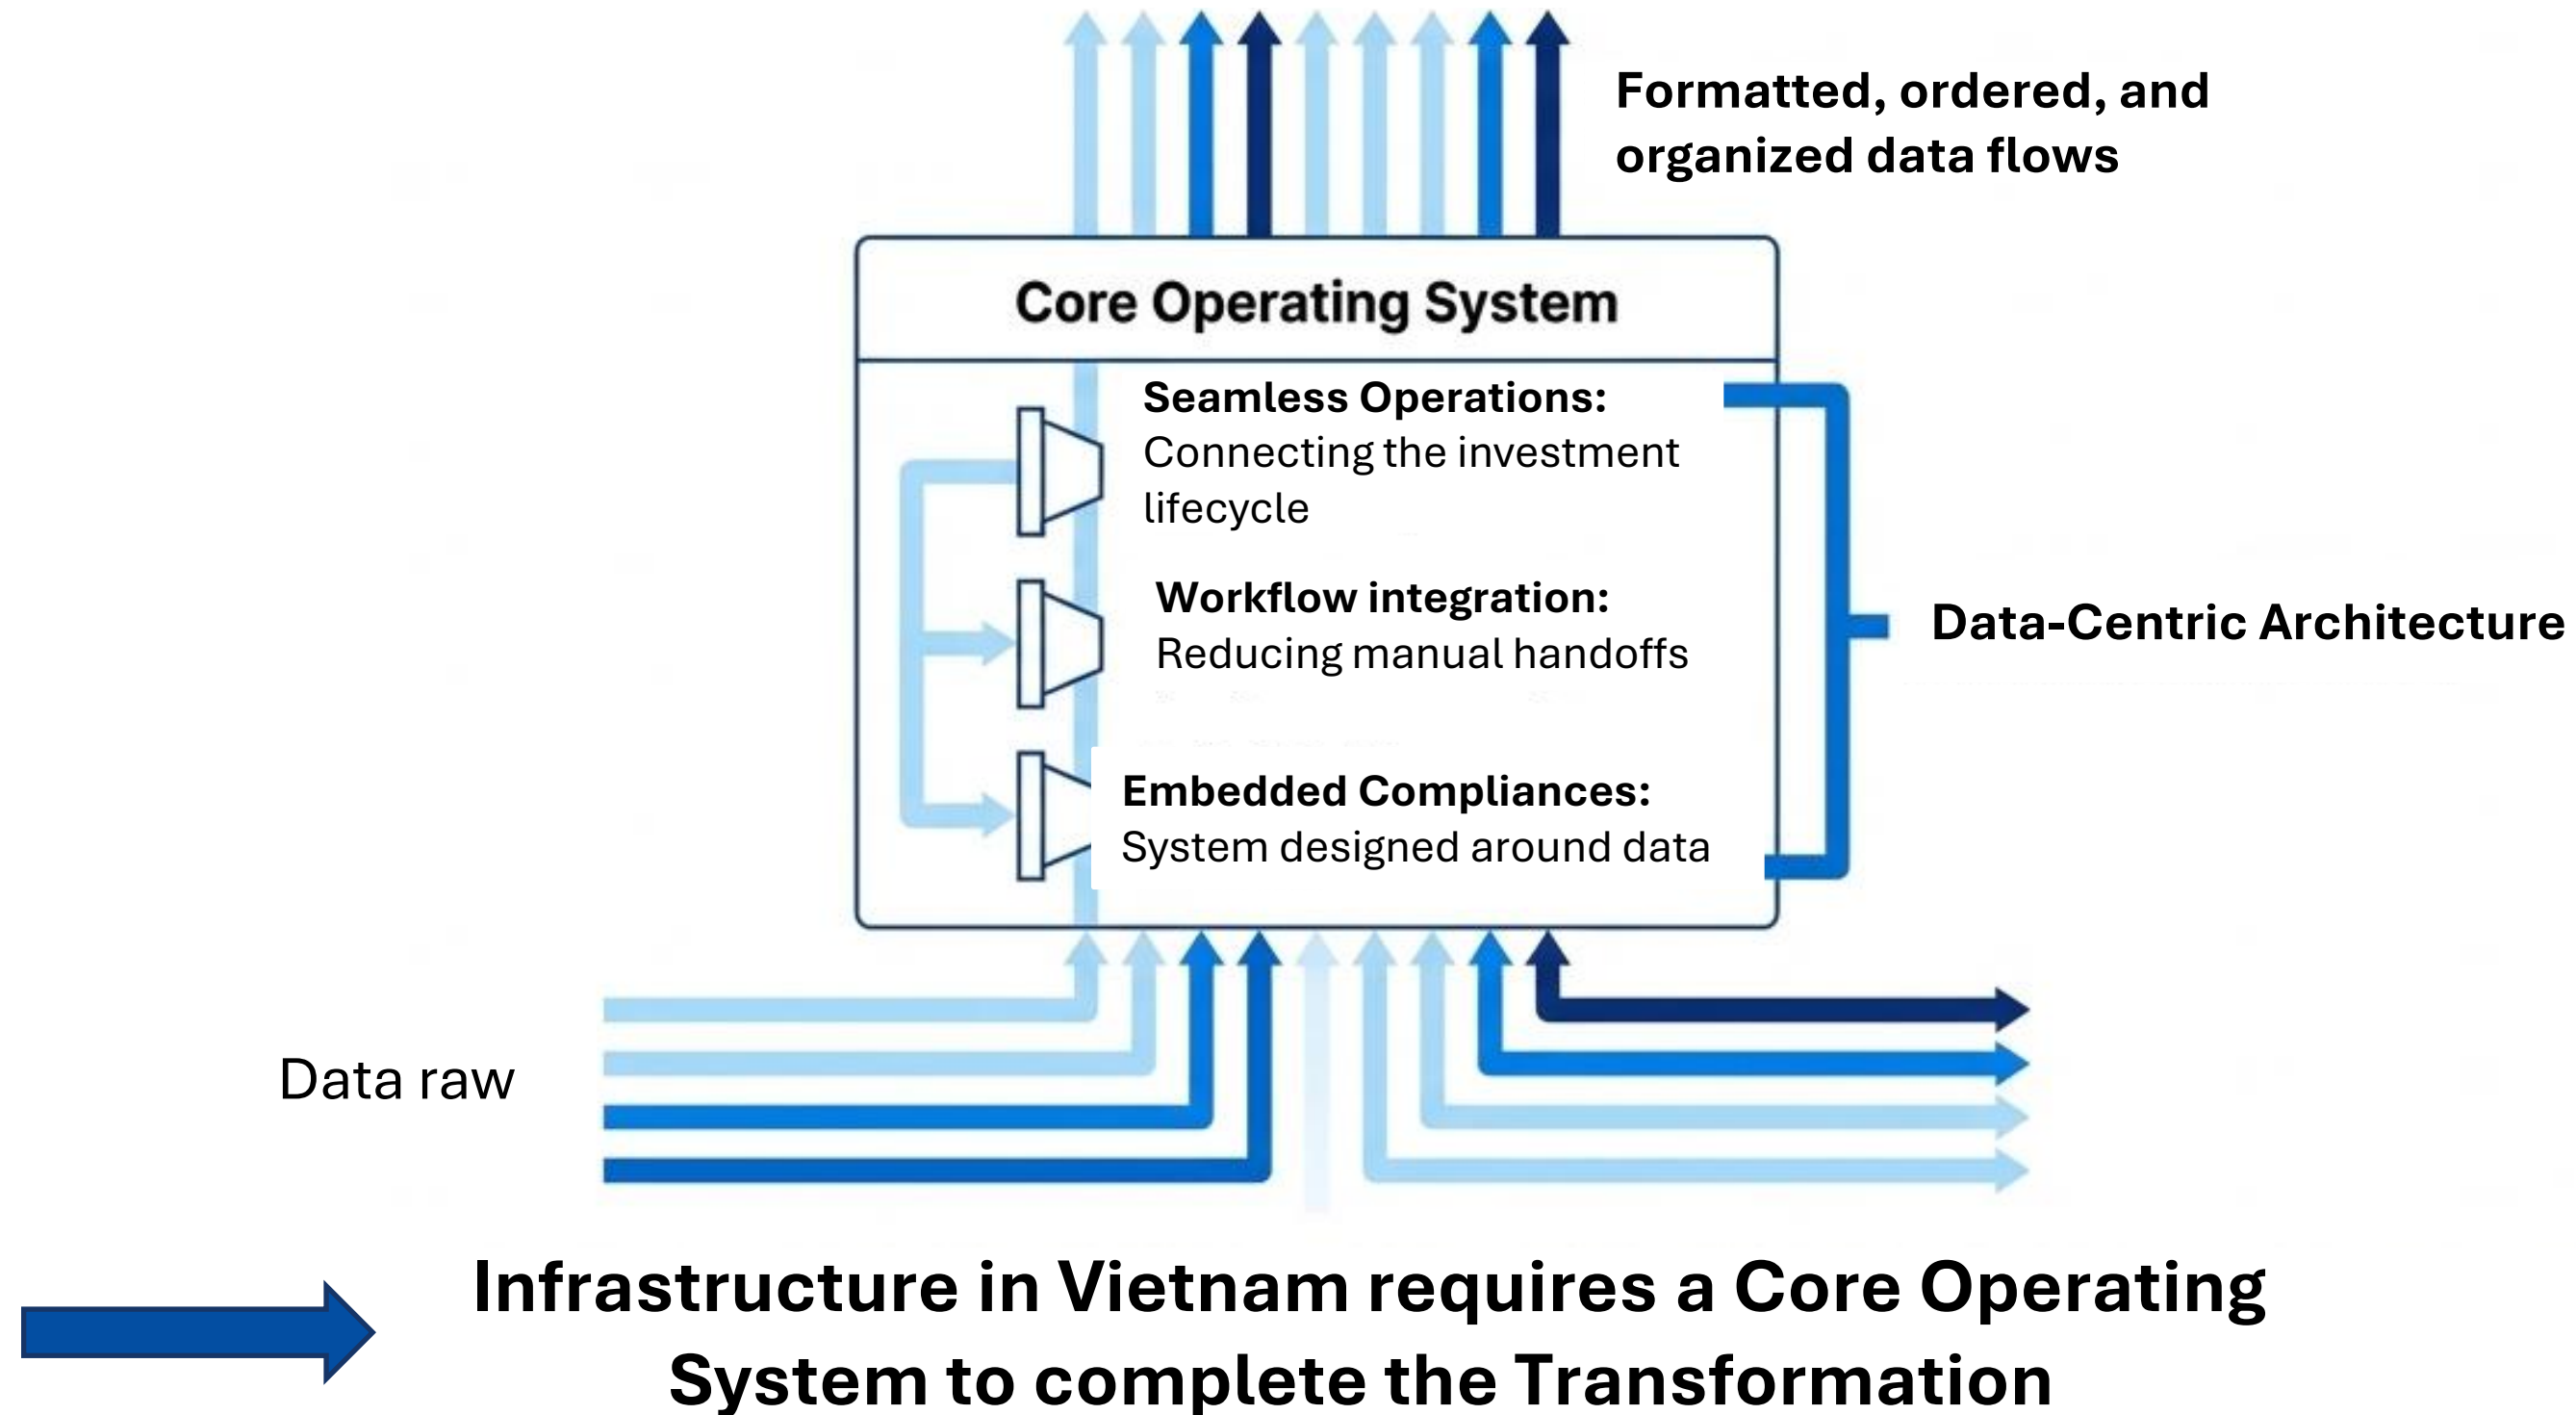 Formatted, ordered, and
organized data flows
Core Operating System
Seamless Operations:
Connecting the investment
lifecycle
Workflow integration:
Reducing manual handoffs
Data-Centric Architecture
Embedded Compliances:
System designed around data
Data raw
Infrastructure in Vietnam requires a Core Operating
System to complete the Transformation